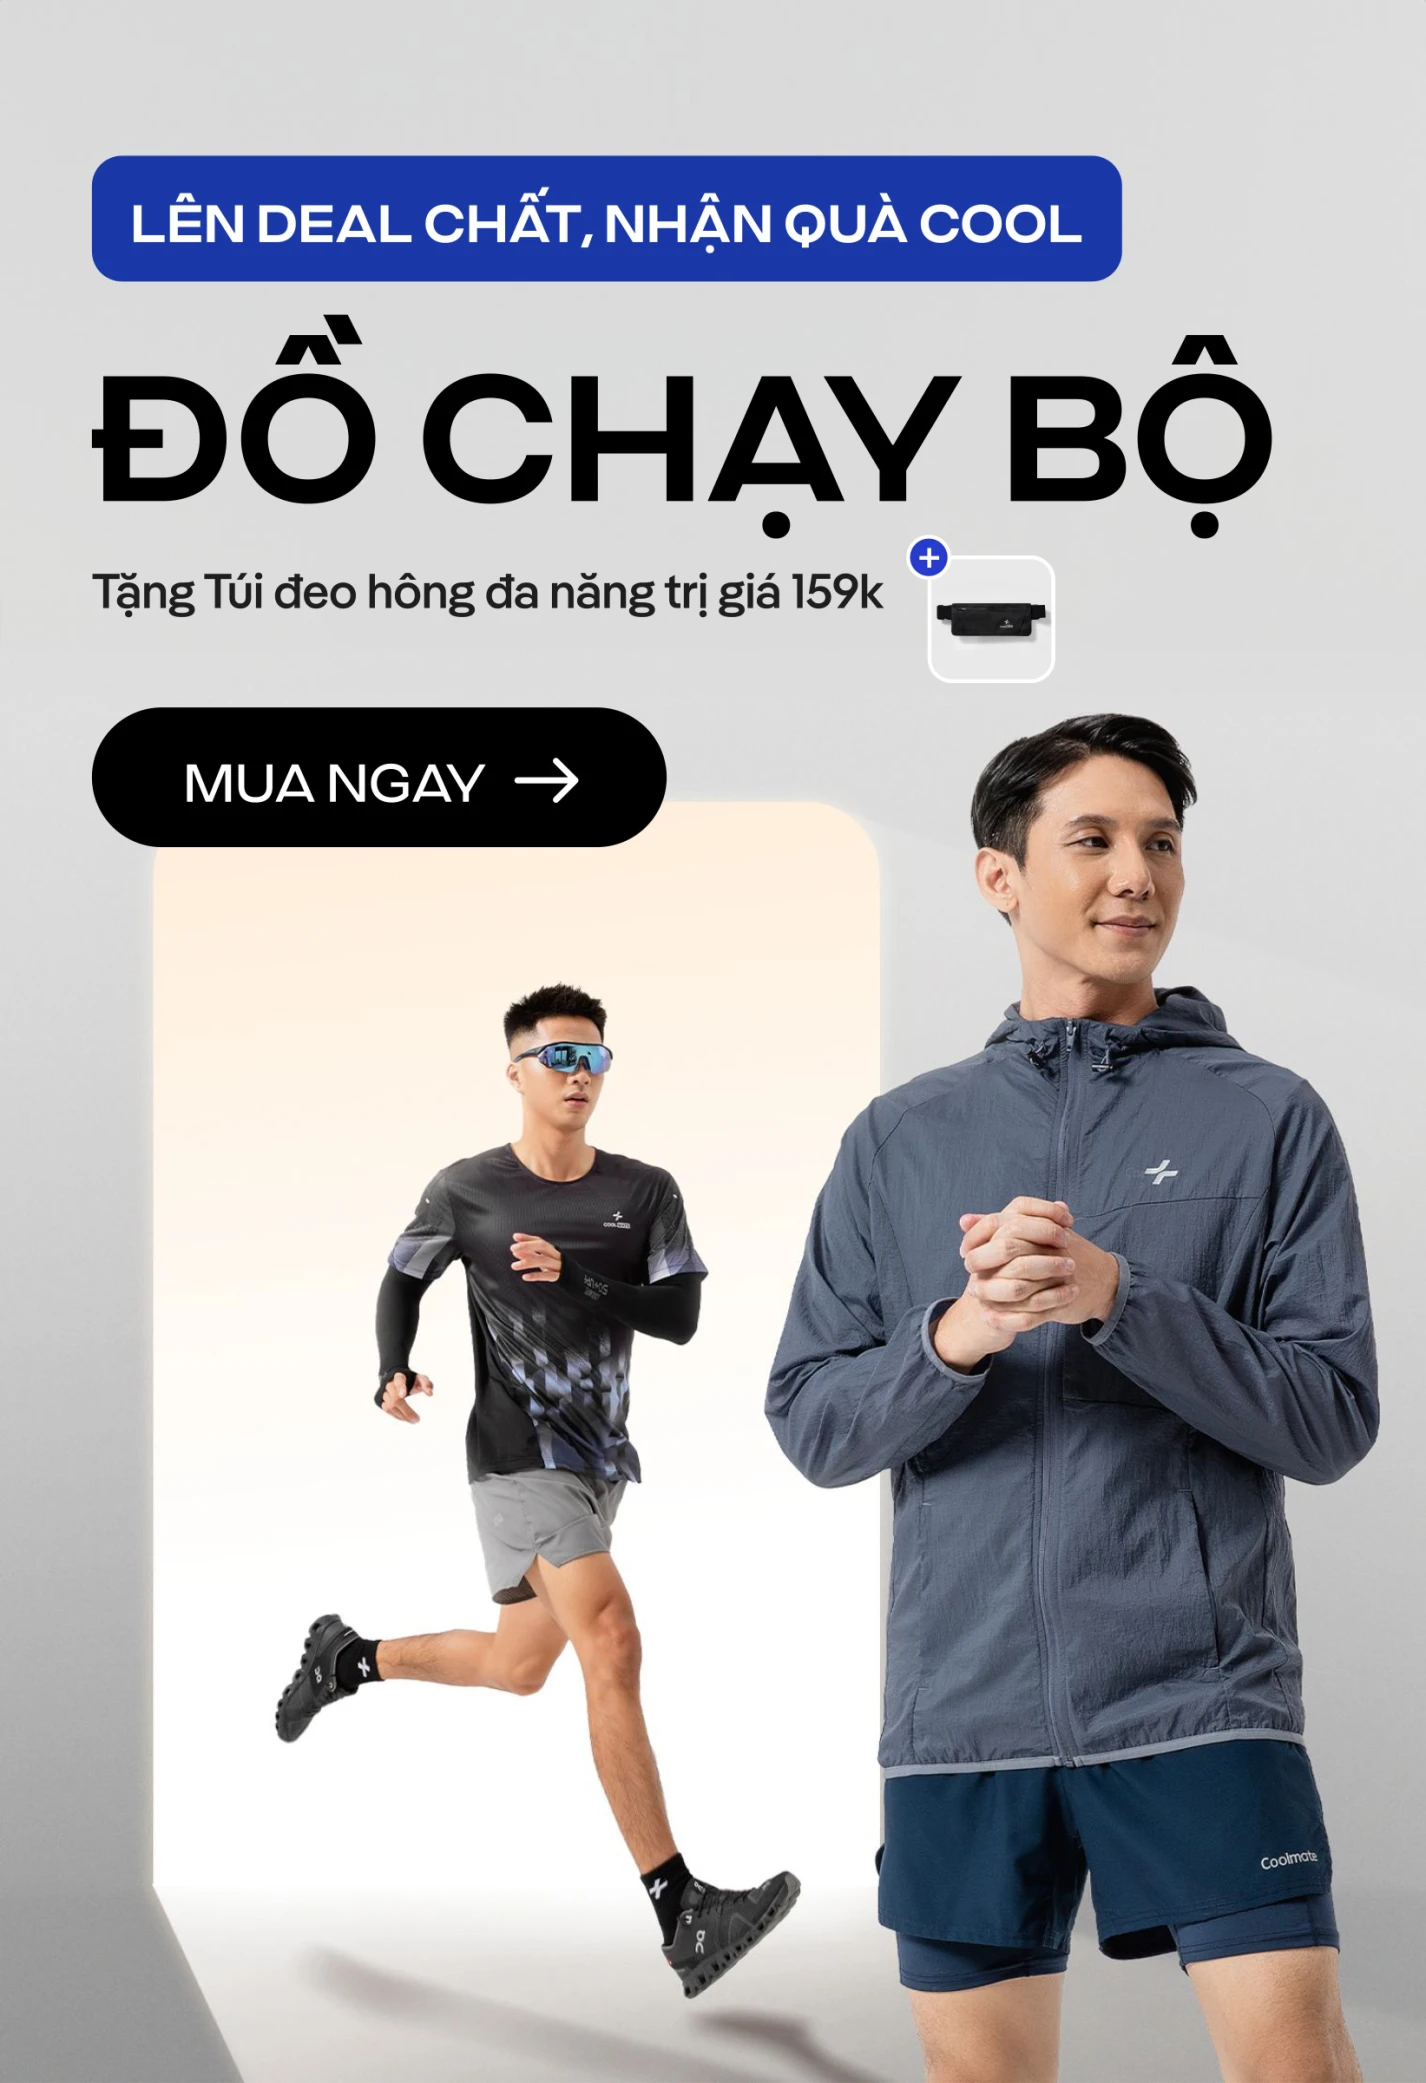 LÊN DEAL CHẤT, NHẬN QUÀ COOL
ĐỒ CHẠY BỘ
Tặng Túi đeo hông đa năng trị giá 159k
MUA NGAY
COOLMATE
Coolmate